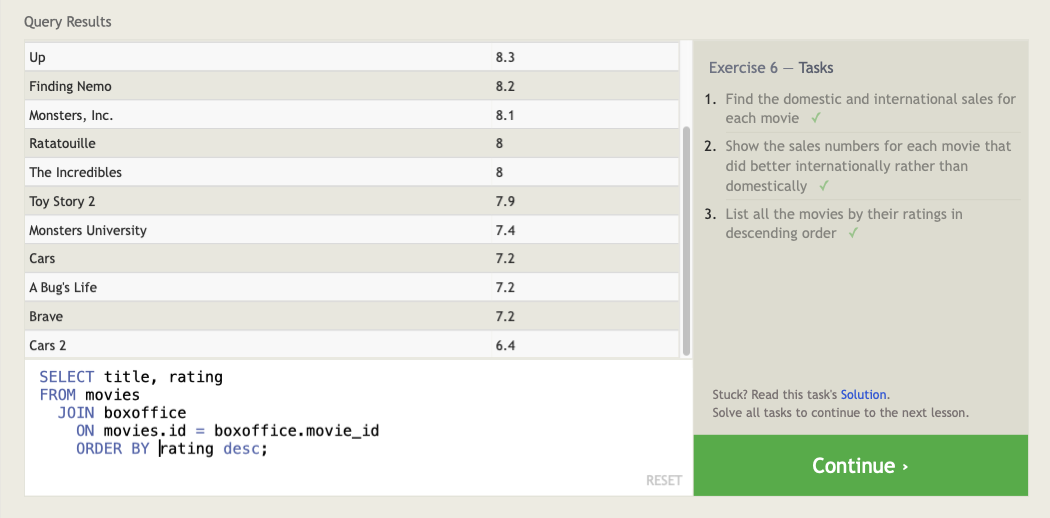 Query Results
Up 8.3
Finding Nemo 8.2
Monsters, Inc. 8.1
Ratatouille 8
The Incredibles 8
Toy Story 2 7.9
Monsters University 7.4
Cars 7.2
A Bug's Life 7.2
Brave 7.2
Cars 2 6.4
SELECT title, rating
FROM movies
  JOIN boxoffice
    ON movies.id = boxoffice.movie_id
    ORDER BY rating desc;
RESET
Exercise 6 — Tasks
1. Find the domestic and international sales for
each movie ✓
2. Show the sales numbers for each movie that
did better internationally rather than
domestically ✓
3. List all the movies by their ratings in
descending order ✓
Stuck? Read this task's Solution.
Solve all tasks to continue to the next lesson.
Continue ›